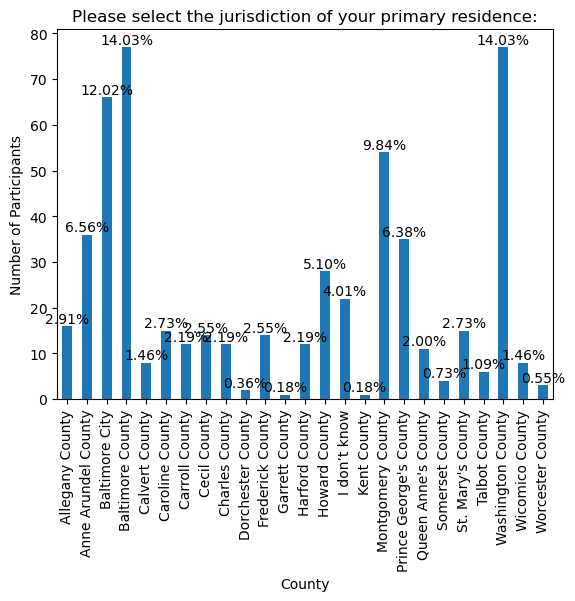 Please select the jurisdiction of your primary residence:
Number of Participants
80
70
60
50
40
30
20
10
0
2.91%
6.56%
12.02%
14.03%
1.46%
2.73%
2.19%
2.55%
2.19%
0.36%
2.55%
0.18%
2.19%
5.10%
4.01%
0.18%
9.84%
6.38%
2.00%
0.73%
2.73%
1.09%
14.03%
1.46%
0.55%
Allegany County
Anne Arundel County
Baltimore City
Baltimore County
Calvert County
Caroline County
Carroll County
Cecil County
Charles County
Dorchester County
Frederick County
Garrett County
Harford County
Howard County
I don't know
Kent County
Montgomery County
Prince George's County
Queen Anne's County
Somerset County
St. Mary's County
Talbot County
Washington County
Wicomico County
Worcester County
County